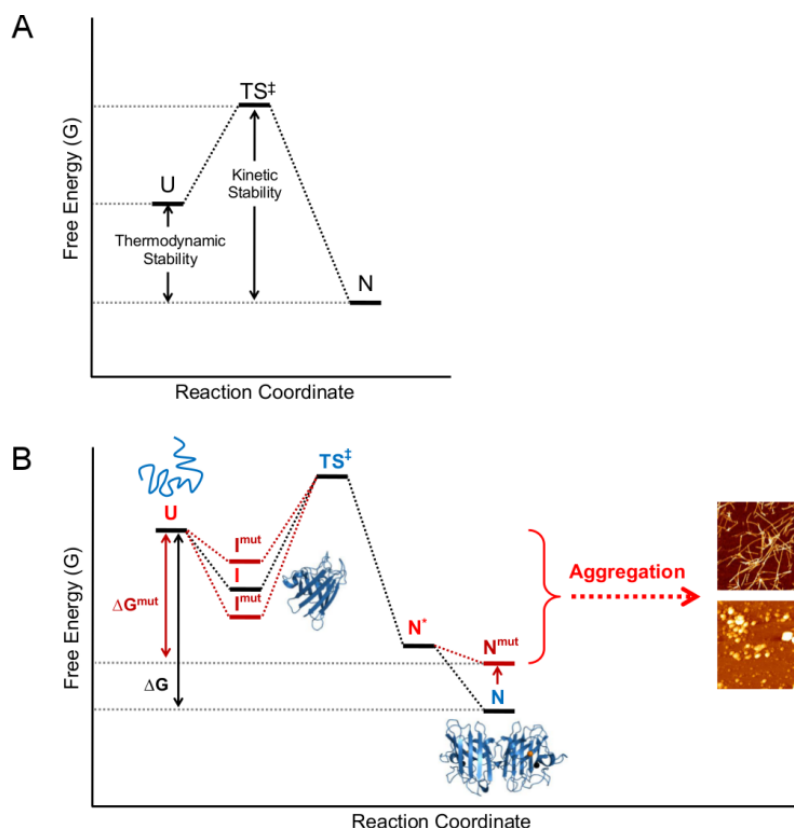 A
Free Energy (G)
TS‡
U
Kinetic
Stability
Thermodynamic
Stability
N
Reaction Coordinate
B
Free Energy (G)
U
TS‡
Imut
I
Imut
ΔGmut
ΔG
N*
Nmut
N
Aggregation
Reaction Coordinate